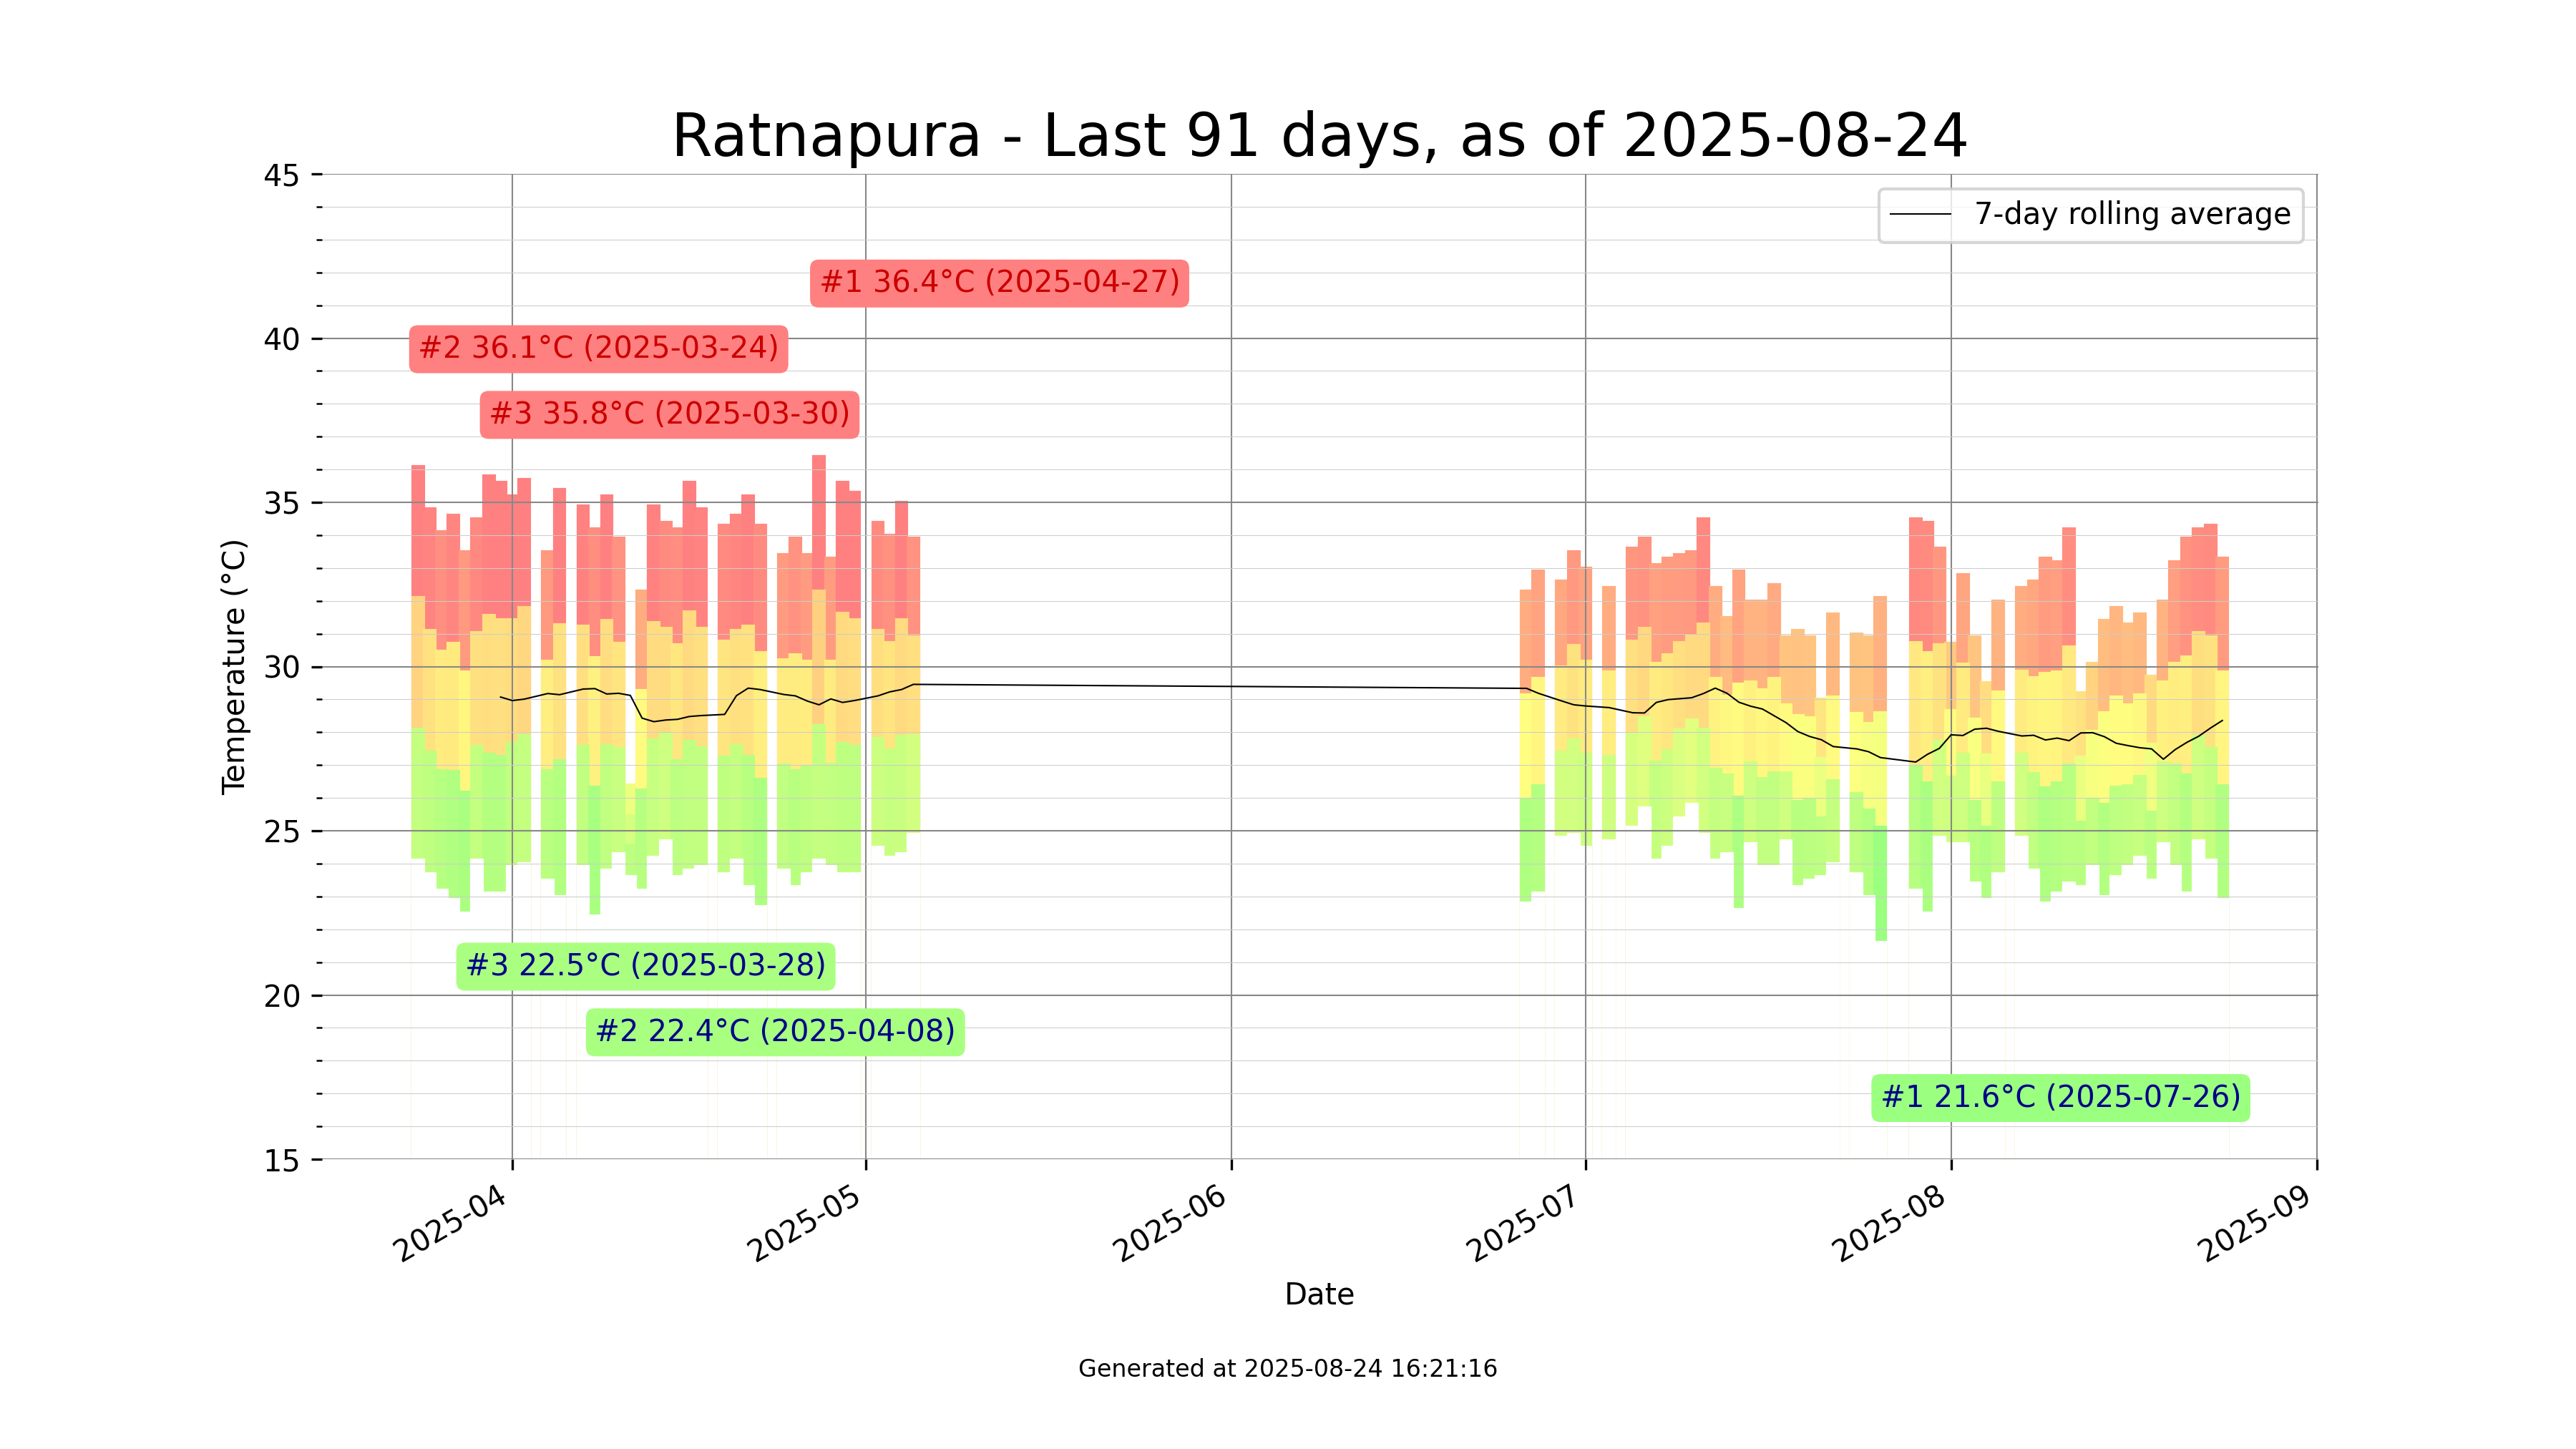 Ratnapura - Last 91 days, as of 2025-08-24
45
40
35
30
25
20
15
Temperature (°C)
7-day rolling average
#1 36.4°C (2025-04-27)
#2 36.1°C (2025-03-24)
#3 35.8°C (2025-03-30)
#3 22.5°C (2025-03-28)
#2 22.4°C (2025-04-08)
#1 21.6°C (2025-07-26)
2025-04
2025-05
2025-06
2025-07
2025-08
2025-09
Date
Generated at 2025-08-24 16:21:16